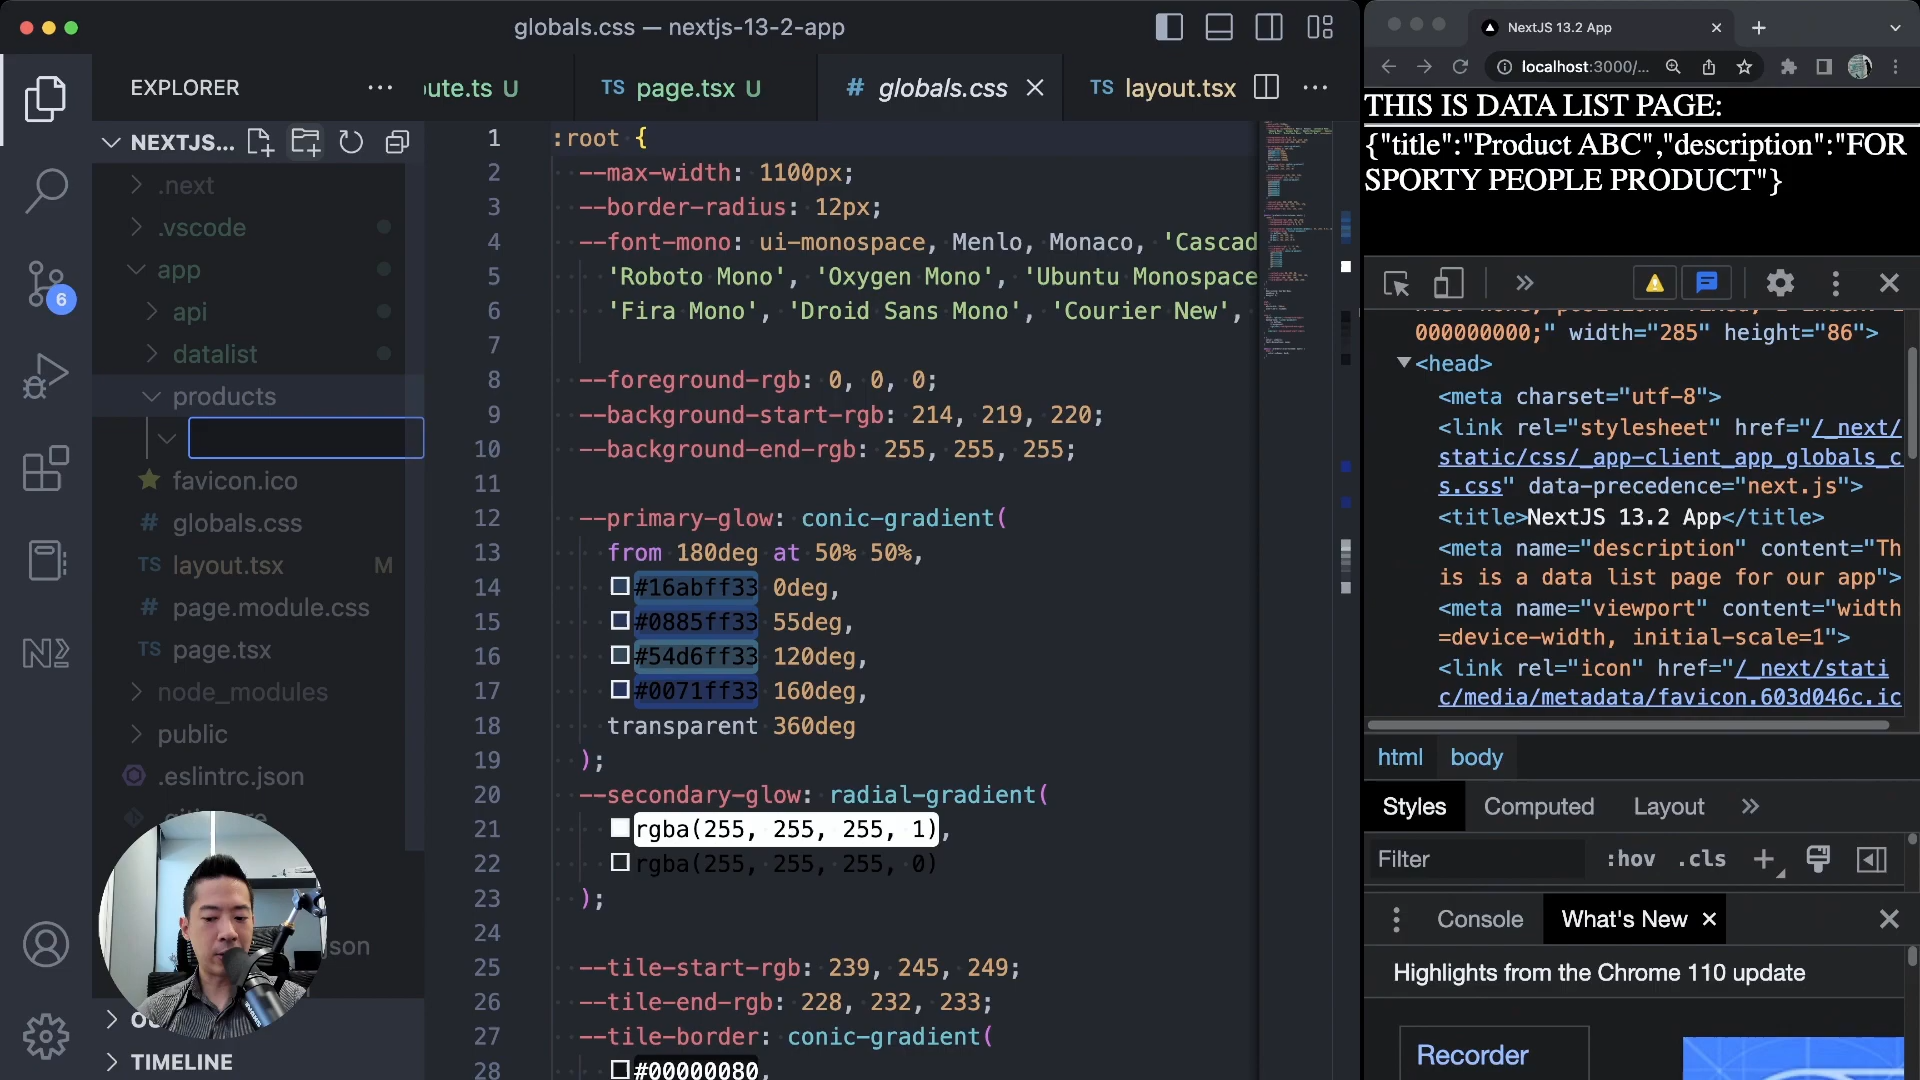 globals.css — nextjs-13-2-app
EXPLORER
ute.ts U
TS page.tsx U
# globals.css
TS layout.tsx
NEXTJS...
.next
.vscode
app
api
datalist
products
favicon.ico
# globals.css
TS layout.tsx M
# page.module.css
TS page.tsx
node_modules
public
.eslintrc.json
json
TIMELINE
6
1 :root {
2 --max-width: 1100px;
3 --border-radius: 12px;
4 --font-mono: ui-monospace, Menlo, Monaco, 'Cascad
5 'Roboto Mono', 'Oxygen Mono', 'Ubuntu Monospace
6 'Fira Mono', 'Droid Sans Mono', 'Courier New',
7
8 --foreground-rgb: 0, 0, 0;
9 --background-start-rgb: 214, 219, 220;
10 --background-end-rgb: 255, 255, 255;
11
12 --primary-glow: conic-gradient(
13 from 180deg at 50% 50%,
14 #16abff33 0deg,
15 #0885ff33 55deg,
16 #54d6ff33 120deg,
17 #0071ff33 160deg,
18 transparent 360deg
19 );
20 --secondary-glow: radial-gradient(
21 rgba(255, 255, 255, 1),
22 rgba(255, 255, 255, 0)
23 );
24
25 --tile-start-rgb: 239, 245, 249;
26 --tile-end-rgb: 228, 232, 233;
27 --tile-border: conic-gradient(
28 #00000080,
NextJS 13.2 App
localhost:3000/...
THIS IS DATA LIST PAGE:
{"title":"Product ABC","description":"FOR
SPORTY PEOPLE PRODUCT"}
000000000;" width="285" height="86">
<head>
<meta charset="utf-8">
<link rel="stylesheet" href="/_next/
static/css/_app-client_app_globals_c
s.css" data-precedence="next.js">
<title>NextJS 13.2 App</title>
<meta name="description" content="Th
is is a data list page for our app">
<meta name="viewport" content="width
=device-width, initial-scale=1">
<link rel="icon" href="/_next/stati
c/media/metadata/favicon.603d046c.ic
html body
Styles Computed Layout
Filter :hov .cls
Console What's New
Highlights from the Chrome 110 update
Recorder